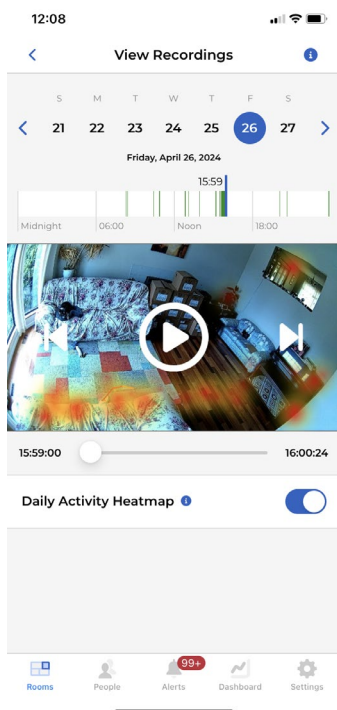 12:08
View Recordings
S M T W T F S
21 22 23 24 25 26 27
Friday, April 26, 2024
15:59
Midnight 06:00 Noon 18:00
15:59:00 16:00:24
Daily Activity Heatmap
99+
Rooms People Alerts Dashboard Settings